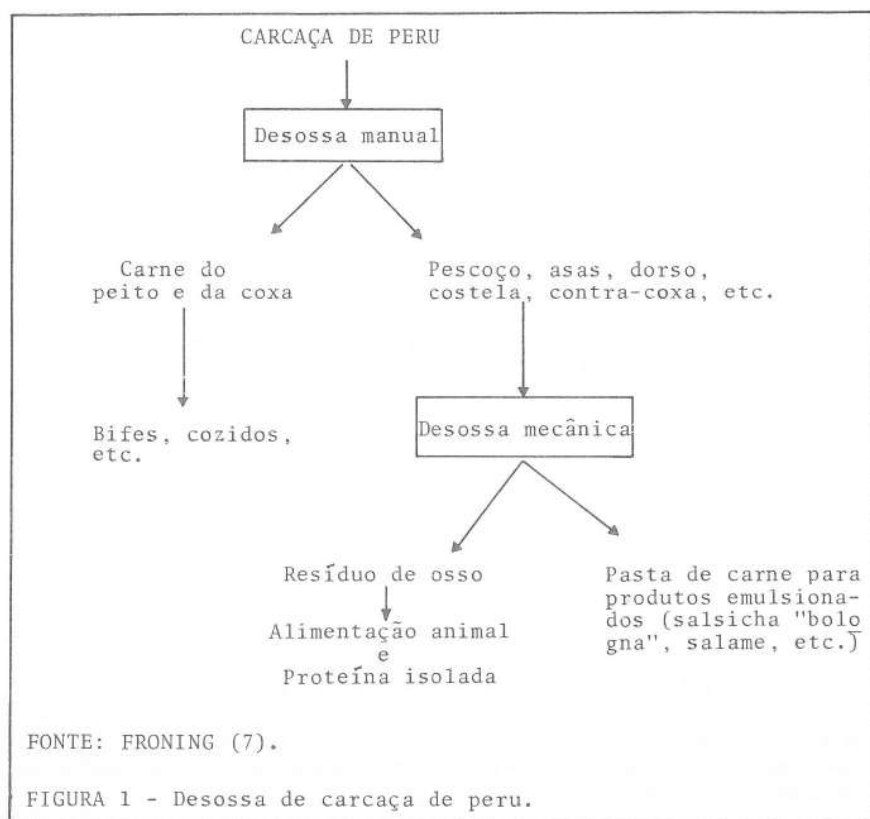 CARCAÇA DE PERU
Desossa manual
Carne do
peito e da coxa
Pescoço, asas, dorso,
costela, contra-coxa, etc.
Bifes, cozidos,
etc.
Desossa mecânica
Resíduo de osso
Alimentação animal
e
Proteína isolada
Pasta de carne para
produtos emulsiona-
dos (salsicha "bolo
gna", salame, etc.)
FONTE: FRONING (7).
FIGURA 1 - Desossa de carcaça de peru.